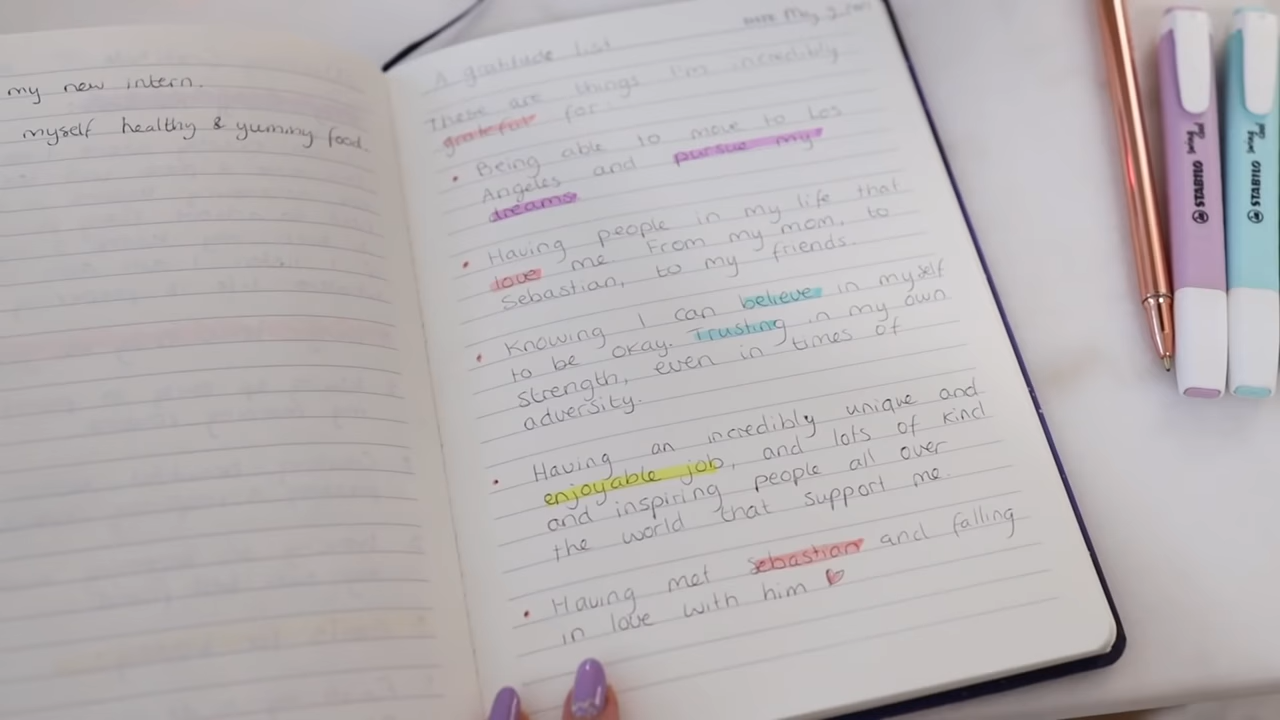 my new intern.
myself healthy & yummy food.
A gratitude list
These are things I'm incredibly
grateful for:
• Being able to move to Los
Angeles and pursue my
dreams
• Having people in my life that
love me. From my mom, to
Sebastian, to my friends.
• Knowing I can believe in myself
to be okay. Trusting in my own
strength, even in times of
adversity.
• Having an incredibly unique and
enjoyable job, and lots of kind
and inspiring people all over
the world that support me.
• Having met Sebastian and falling
in love with him
STABILO swing cool
STABILO swing cool